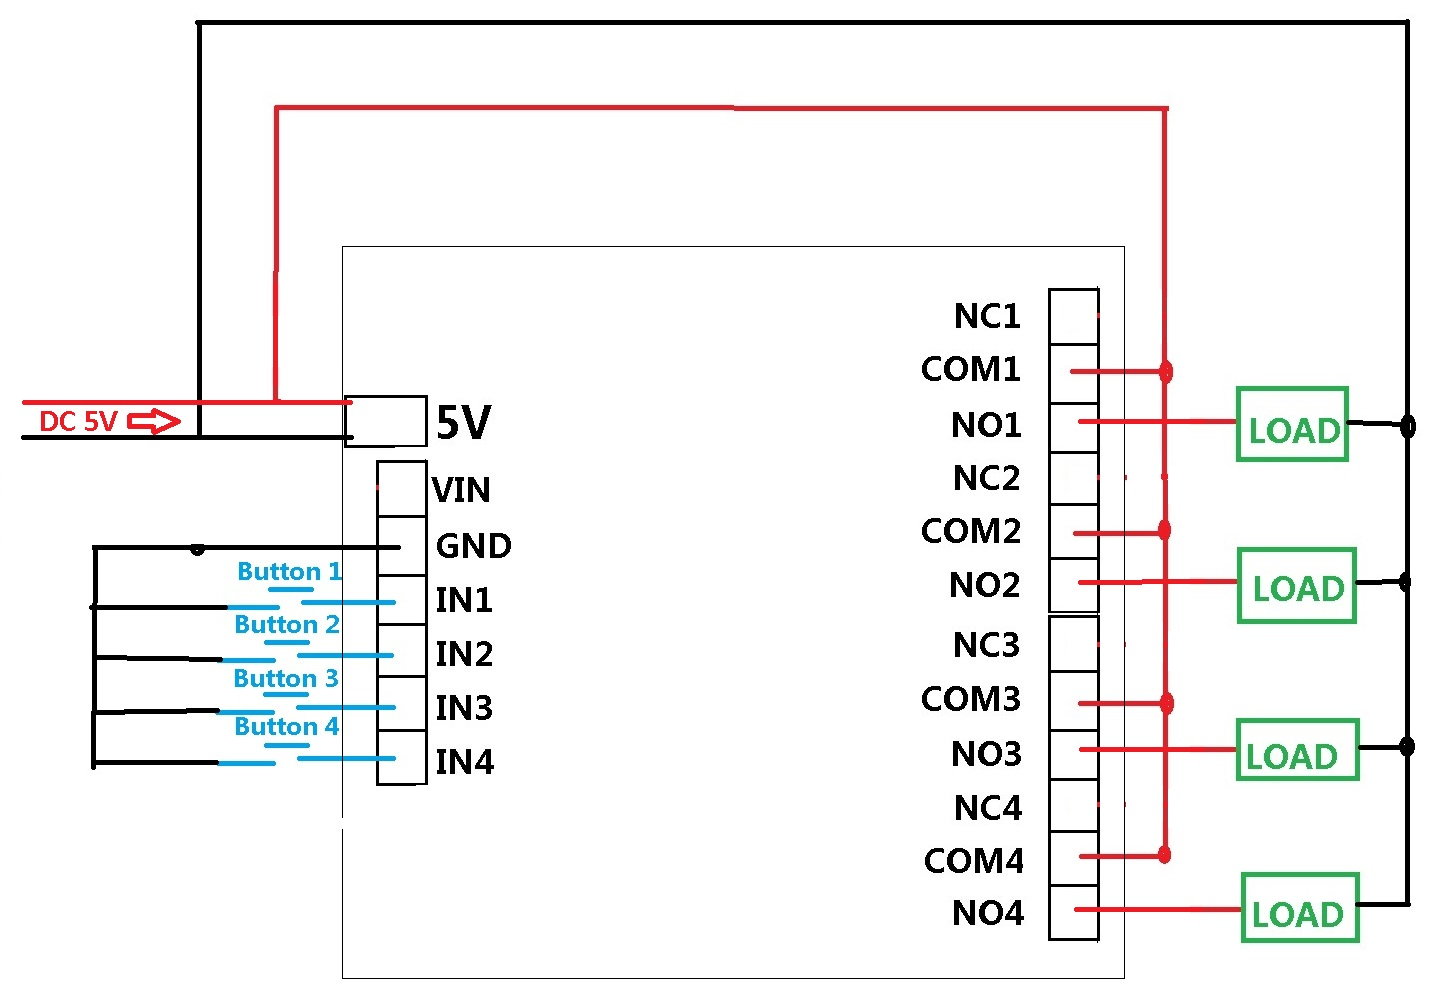 DC 5V
5V
VIN
GND
Button 1
IN1
Button 2
IN2
Button 3
IN3
Button 4
IN4
NC1
COM1
NO1
NC2
COM2
NO2
NC3
COM3
NO3
NC4
COM4
NO4
LOAD
LOAD
LOAD
LOAD